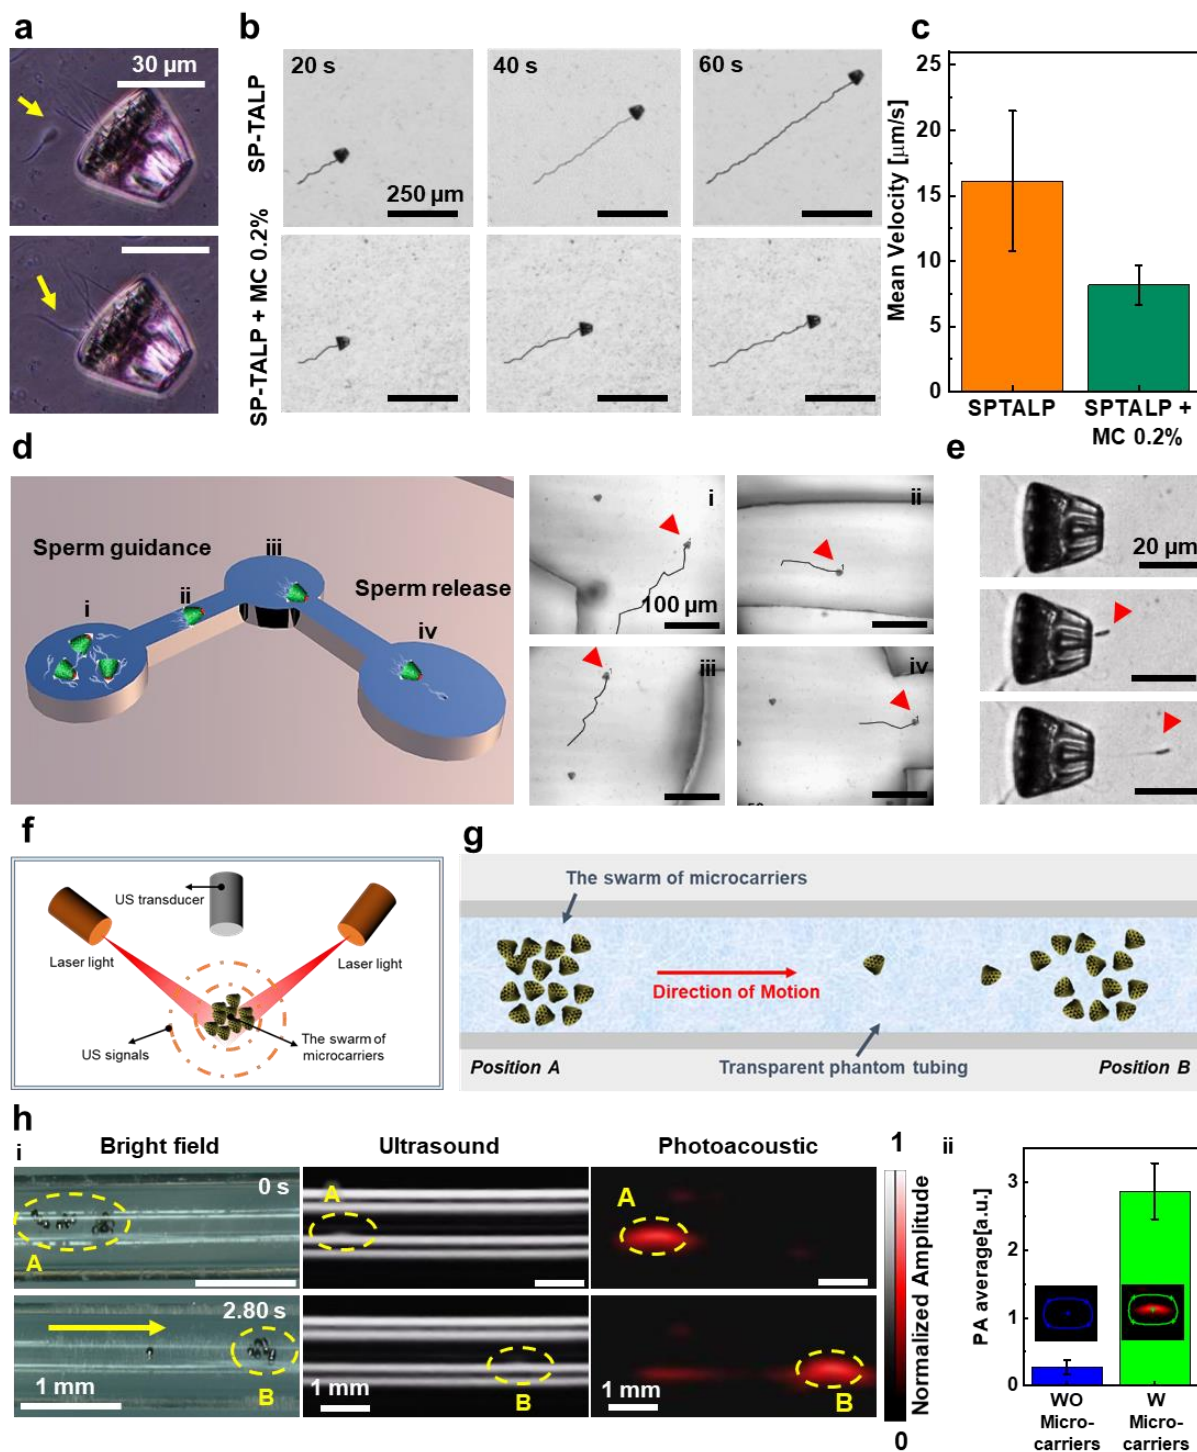 a
30 µm
b
SP-TALP
SP-TALP + MC 0.2%
20 s
40 s
60 s
250 µm
c
Mean Velocity [µm/s]
25
20
15
10
5
0
SPTALP
SPTALP +
MC 0.2%
d
Sperm guidance
iii
Sperm release
i
ii
iv
i
100 µm
ii
iii
iv
e
20 µm
f
US transducer
Laser light
Laser light
US signals
The swarm of
microcarriers
g
The swarm of microcarriers
Direction of Motion
Position A
Transparent phantom tubing
Position B
h
i
Bright field
Ultrasound
Photoacoustic
0 s
A
A
A
2.80 s
1 mm
B
1 mm
B
1 mm
B
1
Normalized Amplitude
0
ii
PA average[a.u.]
3
2
1
0
WO
Micro-
carriers
W
Micro-
carriers